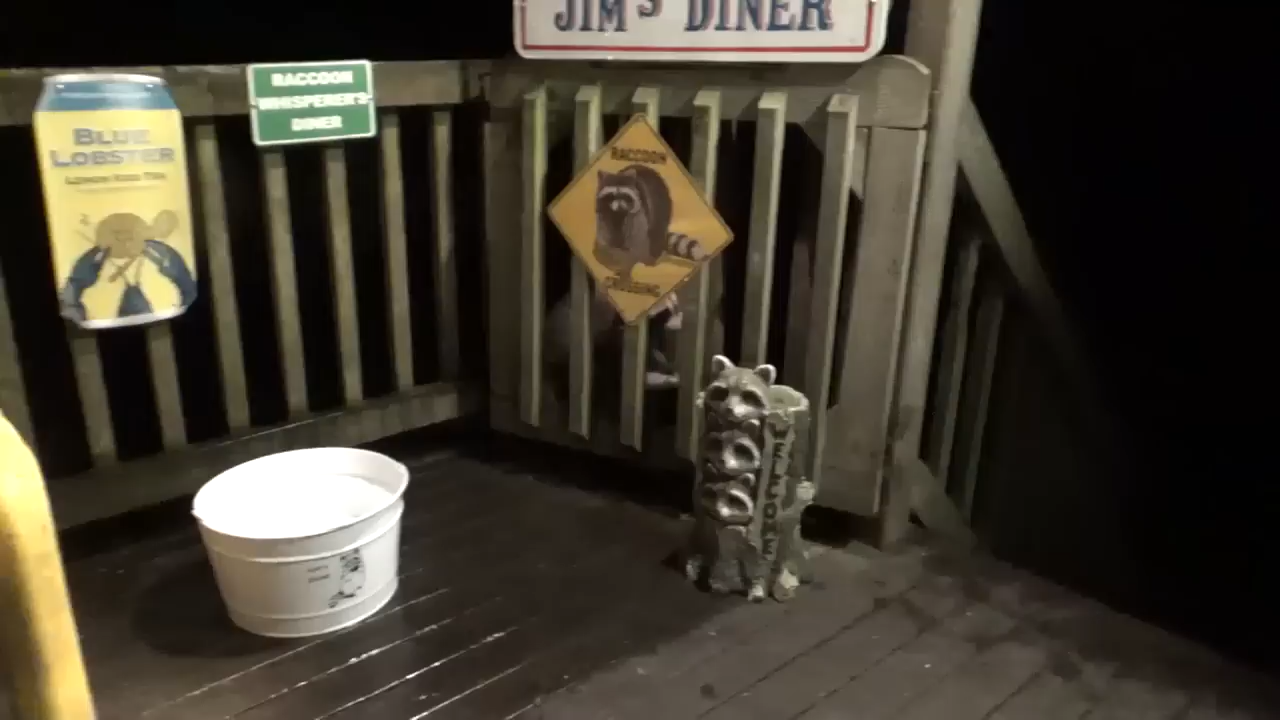 JIM'S DINER
RACCOON
WHISPERER'S
DINER
BLUE
LOBSTER
RACCOON
CROSSING
WELCOME